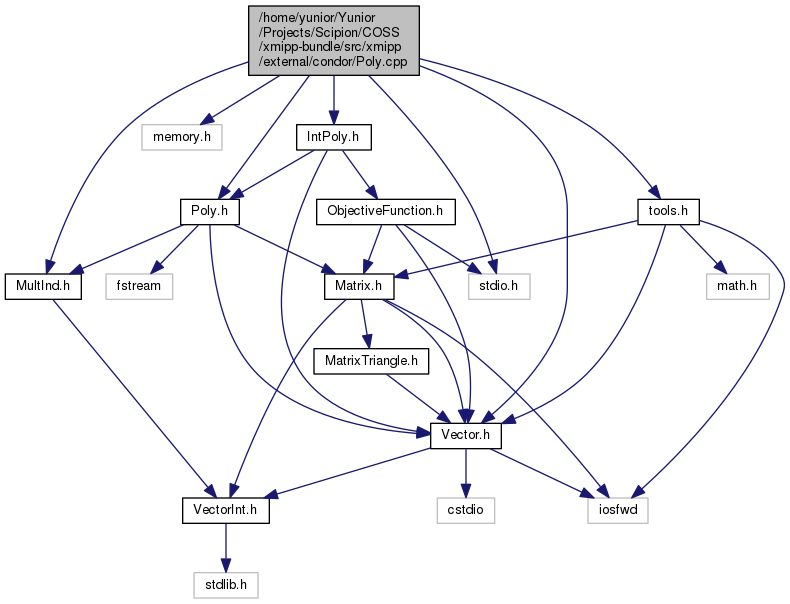 /home/yunior/Yunior
/Projects/Scipion/COSS
/xmipp-bundle/src/xmipp
/external/condor/Poly.cpp
memory.h
IntPoly.h
Poly.h
ObjectiveFunction.h
tools.h
MultInd.h
fstream
Matrix.h
stdio.h
math.h
MatrixTriangle.h
Vector.h
VectorInt.h
cstdio
iosfwd
stdlib.h